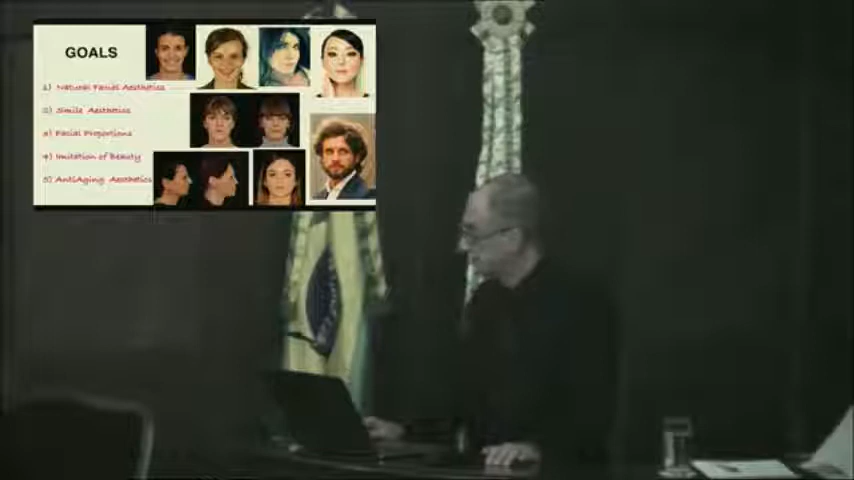 GOALS
1) Natural Facial Aesthetics
2) Smile Aesthetics
3) Facial Proportions
4) Imitation of Beauty
5) AntiAging Aesthetics